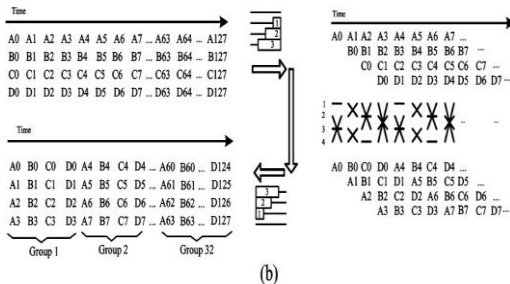 Time
A0 A1 A2 A3 A4 A5 A6 A7 ... A63 A64 ... A127
B0 B1 B2 B3 B4 B5 B6 B7 ... B63 B64 ... B127
C0 C1 C2 C3 C4 C5 C6 C7 ... C63 C64 ... C127
D0 D1 D2 D3 D4 D5 D6 D7 ... D63 D64 ... D127
1
2
3
Time
A0 A1 A2 A3 A4 A5 A6 A7 ...
B0 B1 B2 B3 B4 B5 B6 B7 ...
C0 C1 C2 C3 C4 C5 C6 C7 ...
D0 D1 D2 D3 D4 D5 D6 D7 ...
1
2
3
4
... ...
A0 B0 C0 D0 A4 B4 C4 D4 ...
A1 B1 C1 D1 A5 B5 C5 D5 ...
A2 B2 C2 D2 A6 B6 C6 D6 ...
A3 B3 C3 D3 A7 B7 C7 D7 ...
Time
A0 B0 C0 D0 A4 B4 C4 D4 ... A60 B60 ... D124
A1 B1 C1 D1 A5 B5 C5 D5 ... A61 B61 ... D125
A2 B2 C2 D2 A6 B6 C6 D6 ... A62 B62 ... D126
A3 B3 C3 D3 A7 B7 C7 D7 ... A63 B63 ... D127
Group 1 Group 2 Group 32
3
2
1
(b)